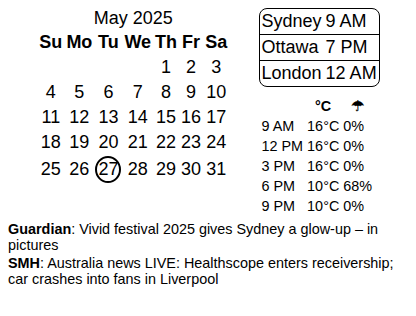 May 2025
Su Mo Tu We Th Fr Sa
1 2 3
4 5 6 7 8 9 10
11 12 13 14 15 16 17
18 19 20 21 22 23 24
25 26 27 28 29 30 31
Sydney 9 AM
Ottawa 7 PM
London 12 AM
°C ☂
9 AM 16°C 0%
12 PM 16°C 0%
3 PM 16°C 0%
6 PM 10°C 68%
9 PM 10°C 0%
Guardian: Vivid festival 2025 gives Sydney a glow-up – in
pictures
SMH: Australia news LIVE: Healthscope enters receivership;
car crashes into fans in Liverpool